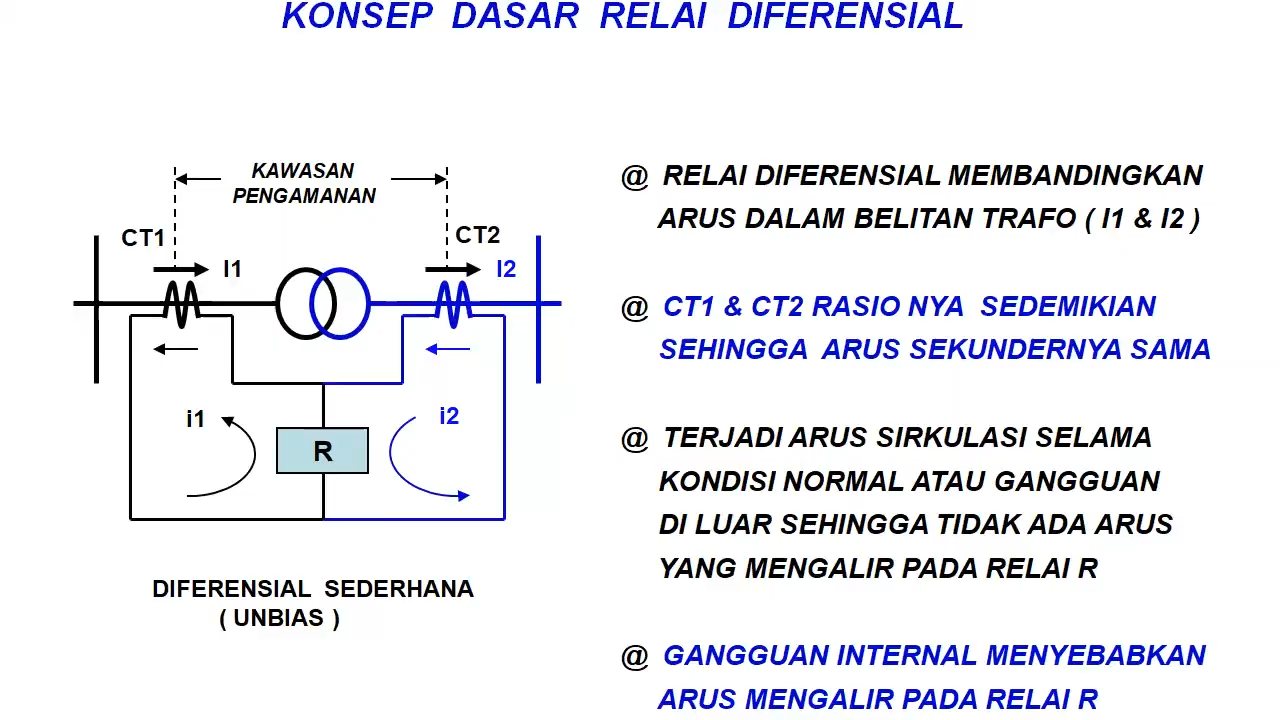 KONSEP DASAR RELAI DIFERENSIAL
KAWASAN
PENGAMANAN
CT1
CT2
I1
I2
i1
i2
R
DIFERENSIAL SEDERHANA
( UNBIAS )
@ RELAI DIFERENSIAL MEMBANDINGKAN
ARUS DALAM BELITAN TRAFO ( I1 & I2 )
@ CT1 & CT2 RASIO NYA SEDEMIKIAN
SEHINGGA ARUS SEKUNDERNYA SAMA
@ TERJADI ARUS SIRKULASI SELAMA
KONDISI NORMAL ATAU GANGGUAN
DI LUAR SEHINGGA TIDAK ADA ARUS
YANG MENGALIR PADA RELAI R
@ GANGGUAN INTERNAL MENYEBABKAN
ARUS MENGALIR PADA RELAI R